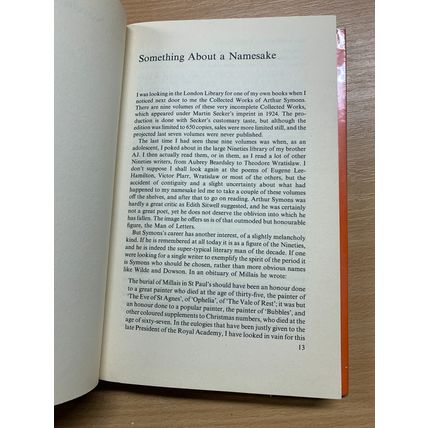 Something About a Namesake
I was looking in the London Library for one of my own books when I
noticed next door to me the Collected Works of Arthur Symons.
There are nine volumes of these very incomplete Collected Works,
which appeared under Martin Secker's imprint in 1924. The pro-
duction is done with Secker's customary taste, but although the
edition was limited to 650 copies, sales were more limited still, and the
projected last seven volumes were never published.
The last time I had seen these nine volumes was when, as an
adolescent, I poked about in the large Nineties library of my brother
AJ. I then actually read them, or in them, as I read a lot of other
Nineties writers, from Aubrey Beardsley to Theodore Wratislaw. I
don't suppose I shall look again at the poems of Eugene Lee-
Hamilton, Victor Plarr, Wratislaw or most of the others, but the
accident of contiguity and a slight uncertainty about what had
happened to my namesake led me to take a couple of these volumes
off the shelves, and after that to go on reading. Arthur Symons was
hardly a great critic as Edith Sitwell suggested, and he was certainly
not a great poet, yet he does not deserve the oblivion into which he
has fallen. The image he offers us is of that outmoded but honourable
figure, the Man of Letters.
But Symons's career has another interest, of a slightly melancholy
kind. If he is remembered at all today it is as a figure of the Nineties,
and he is indeed the super-typical literary man of the decade. If one
were looking for a single writer to exemplify the spirit of the period it
is Symons who should be chosen, rather than more obvious names
like Wilde and Dowson. In an obituary of Millais he wrote:
The burial of Millais in St Paul's should have been an honour done
to a great painter who died at the age of thirty-five, the painter of
'The Eve of St Agnes', of 'Ophelia', of 'The Vale of Rest'; it was but
an honour done to a popular painter, the painter of 'Bubbles', and
other coloured supplements to Christmas numbers, who died at the
age of sixty-seven. In the eulogies that have been justly given to the
late President of the Royal Academy, I have looked in vain for this
13